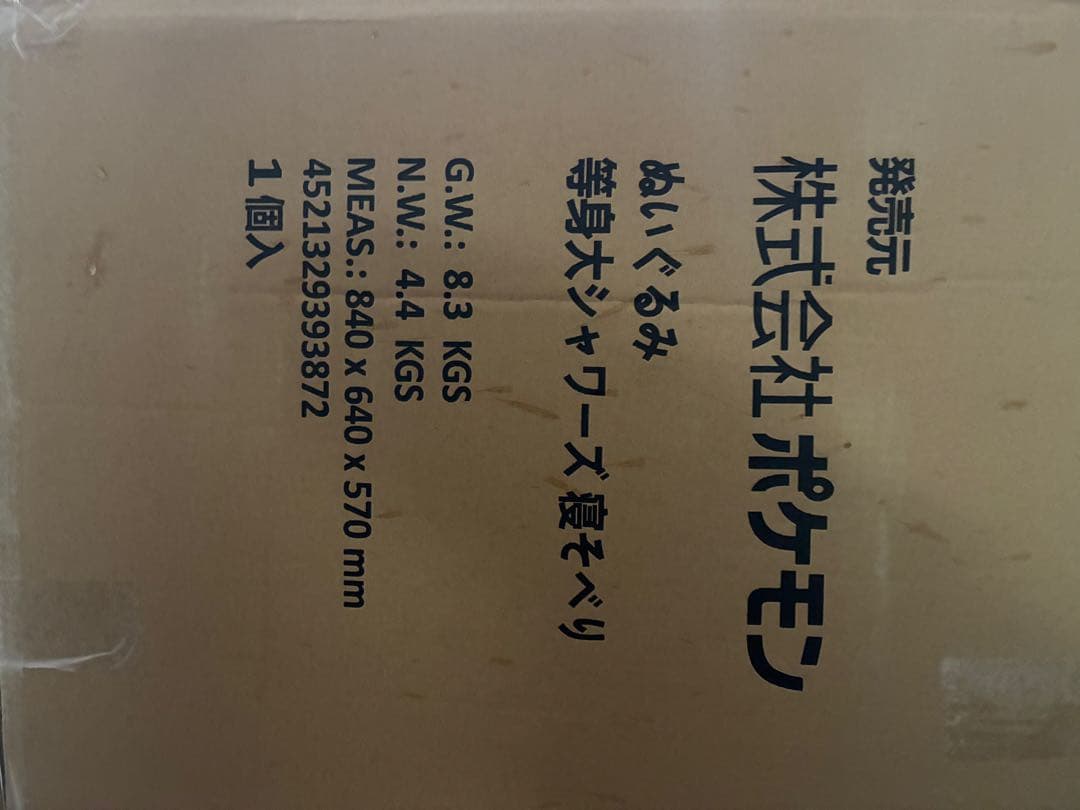 発売元
株式会社ポケモン
ぬいぐるみ
等身大シャワーズ 寝そべり
G.W.: 8.3 KGS
N.W.: 4.4 KGS
MEAS.: 840 x 640 x 570 mm
4521329393872
1個入